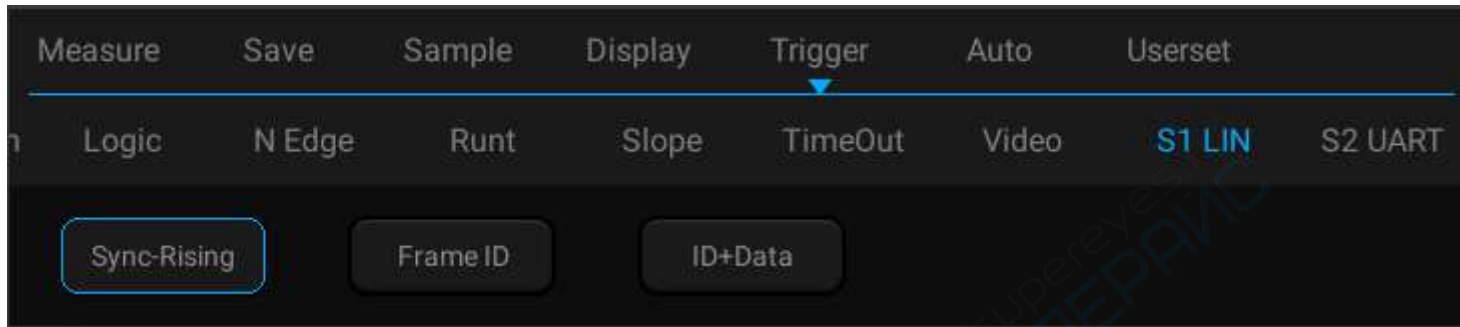 Measure Save Sample Display Trigger Auto Userset
Logic N Edge Runt Slope TimeOut Video S1 LIN S2 UART
Sync-Rising Frame ID ID+Data